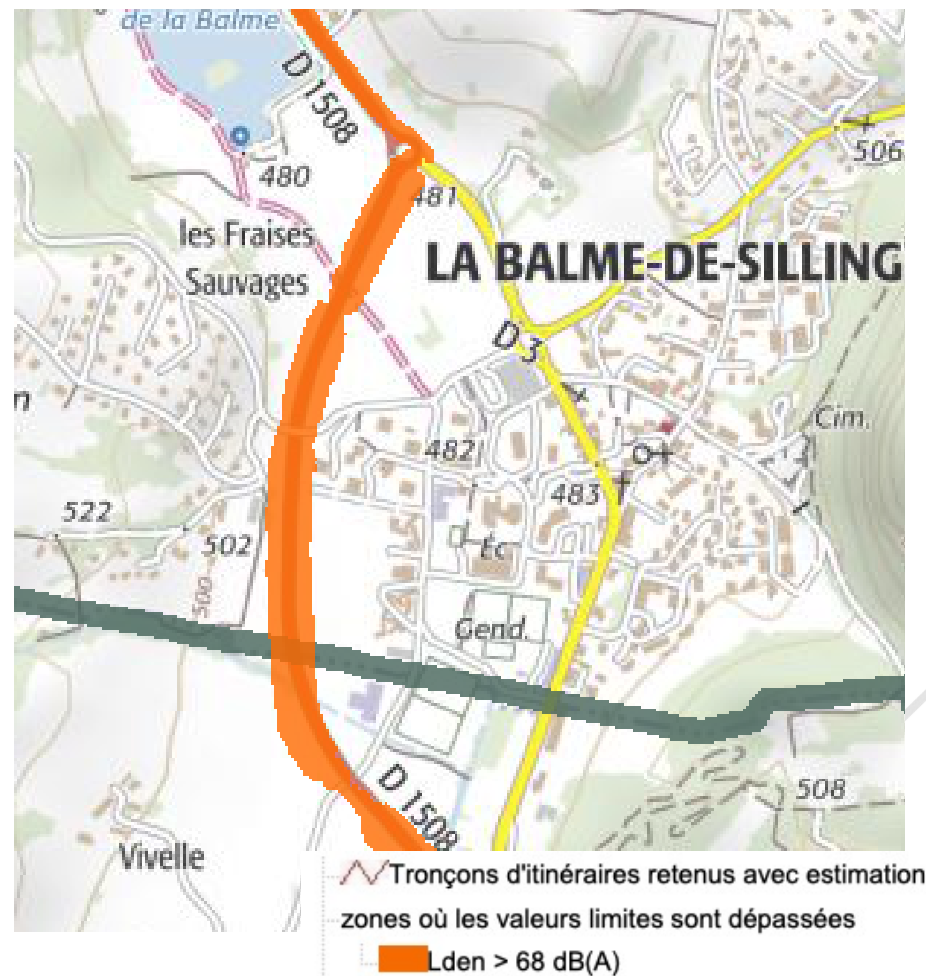 de la Balme
D 1508
506
480
481
les Fraises
Sauvages
LA BALME-DE-SILLING
D 3
n
Cim.
482
483
522
502
Éc
500
Gend.
D 1508
508
Vivelle
Tronçons d'itinéraires retenus avec estimation
zones où les valeurs limites sont dépassées
Lden > 68 dB(A)